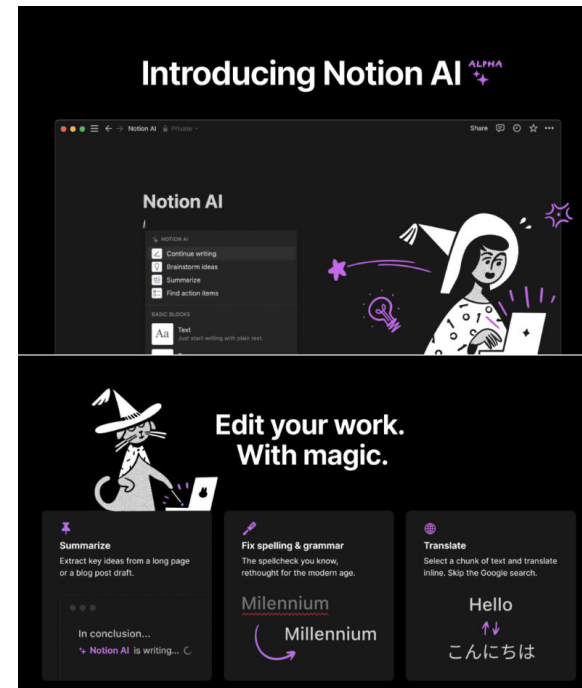 Introducing Notion AI ALPHA
Notion AI Private Share
Notion AI
/
NOTION AI
Continue writing
Brainstorm ideas
Summarize
Find action items
BASIC BLOCKS
Aa Text
Just start writing with plain text.
Edit your work.
With magic.
Summarize
Extract key ideas from a long page
or a blog post draft.
In conclusion...
Notion AI is writing...
Fix spelling & grammar
The spellcheck you know,
rethought for the modern age.
Milennium
Millennium
Translate
Select a chunk of text and translate
inline. Skip the Google search.
Hello
こんにちは